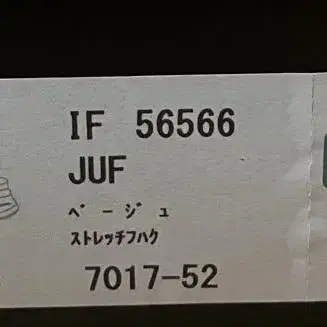 IF 56566
JUF
ﾍﾞｰｼﾞｭ
ｽﾄﾚｯﾁﾌﾊｸ
7017-52